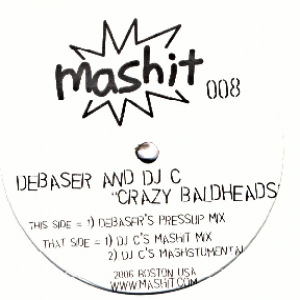 mashit
008
DEBASER AND DJ C
"CRAZY BALDHEADS"
THIS SIDE = 1) DEBASER'S PRESSUP MIX
THAT SIDE = 1) DJ C'S MASHIT MIX
2) DJ C'S MASHSTUMENTAL
2006 BOSTON USA
WWW.MASHIT.COM